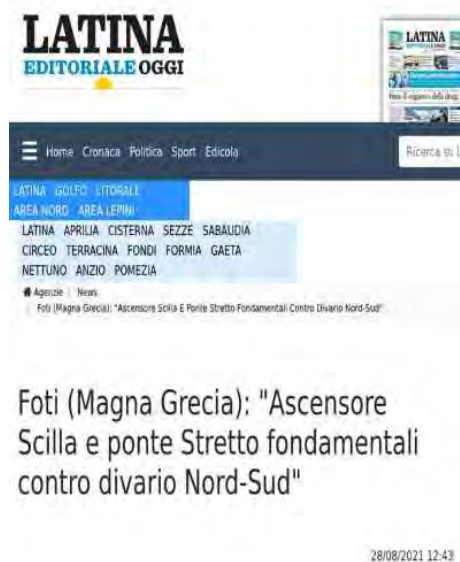 LATINA
EDITORIALE OGGI
LATINA
Home Cronaca Politica Sport Edicola
Ricerca su L
LATINA GOLFO LITORALE
AREA NORD AREA LEPINI
LATINA APRILIA CISTERNA SEZZE SABAUDIA
CIRCEO TERRACINA FONDI FORMIA GAETA
NETTUNO ANZIO POMEZIA
Agenzie News
Foti (Magna Grecia): "Ascensore Scilla E Ponte Stretto Fondamentali Contro Divario Nord-Sud"
Foti (Magna Grecia): "Ascensore
Scilla e ponte Stretto fondamentali
contro divario Nord-Sud"
28/08/2021 12:43